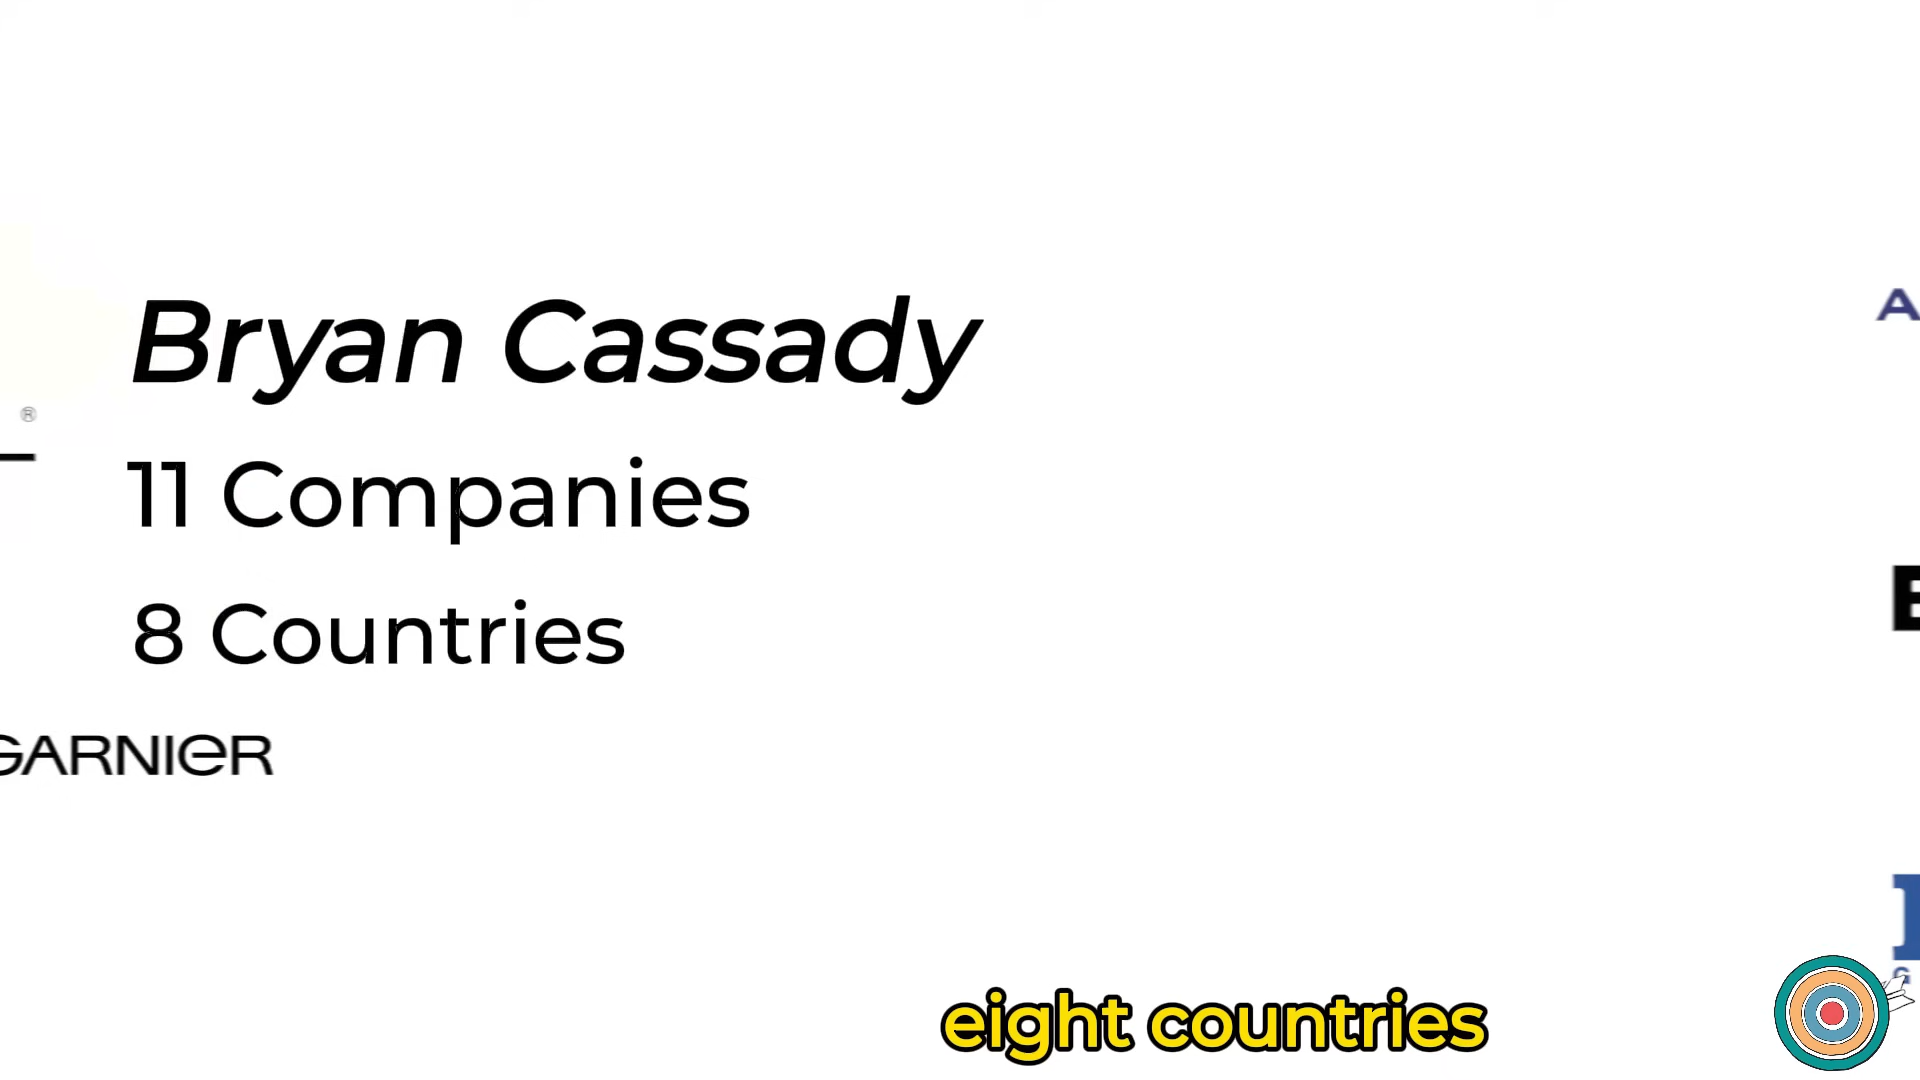 Bryan Cassady
®
11 Companies
8 Countries
GARNIER
eight countries